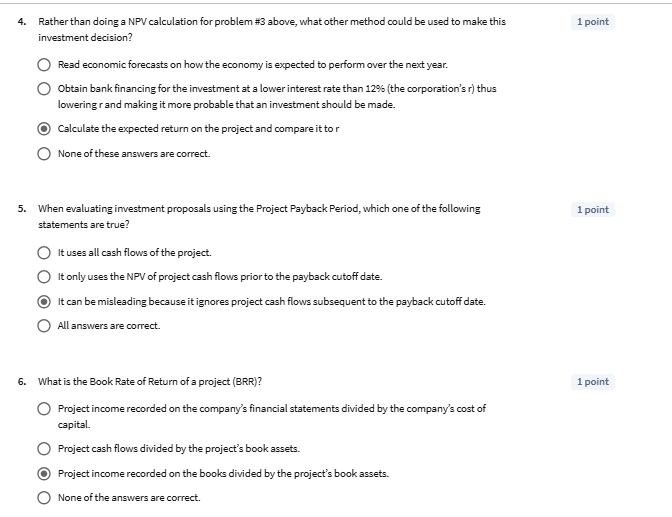 4. Rather than doing a NPV calculation for problem #3 above, what other method could be used to make this
1 point
investment decision?
Read economic forecasts on how the economy is expected to perform over the next year.
Obtain bank financing for the investment at a lower interest rate than 12% (the corporation's r) thus
lowering r and making it more probable that an investment should be made.
Calculate the expected return on the project and compare it to r
None of these answers are correct.
5. When evaluating investment proposals using the Project Payback Period, which one of the following
1 point
statements are true?
It uses all cash flows of the project.
It only uses the NPV of project cash flows prior to the payback cutoff date.
It can be misleading because it ignores project cash flows subsequent to the payback cutoff date.
All answers are correct.
6. What is the Book Rate of Return of a project (BRR)?
1 point
Project income recorded on the company's financial statements divided by the company's cost of
capital.
Project cash flows divided by the project's book assets.
Project income recorded on the books divided by the project's book assets.
None of the answers are correct.